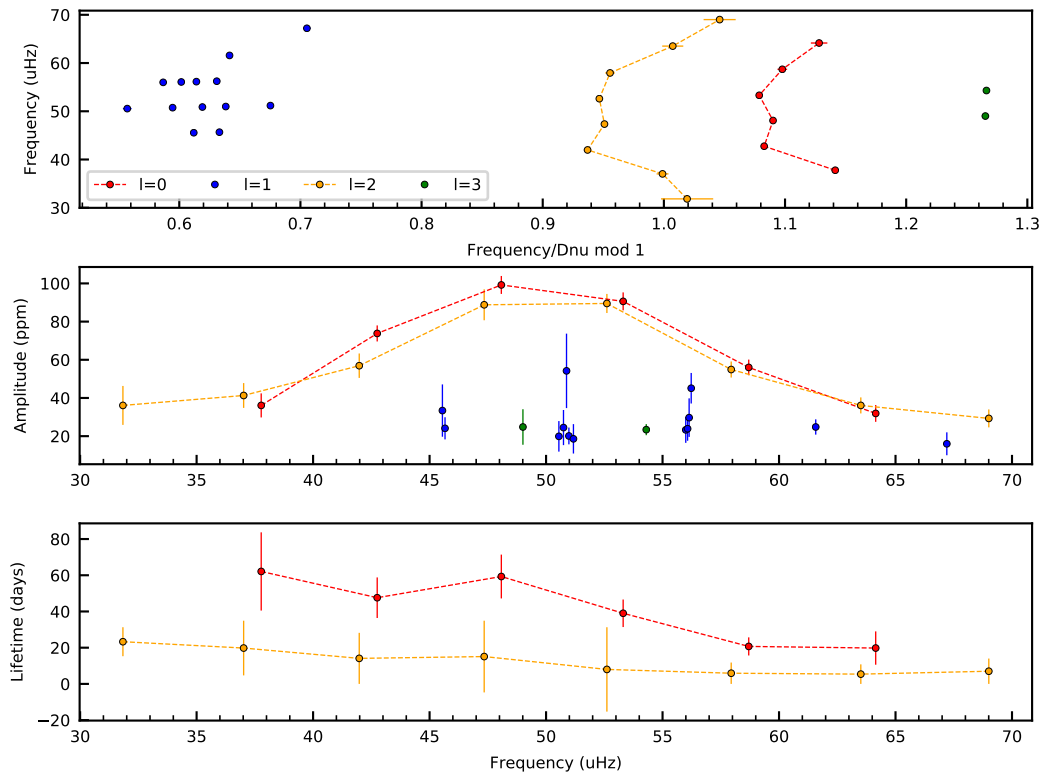 70
60
50
40
30
Frequency (uHz)
l=0 l=1 l=2 l=3
0.6 0.7 0.8 0.9 1.0 1.1 1.2 1.3
Frequency/Dnu mod 1
100
80
60
40
20
Amplitude (ppm)
30 35 40 45 50 55 60 65 70
80
60
40
20
0
−20
Lifetime (days)
30 35 40 45 50 55 60 65 70
Frequency (uHz)